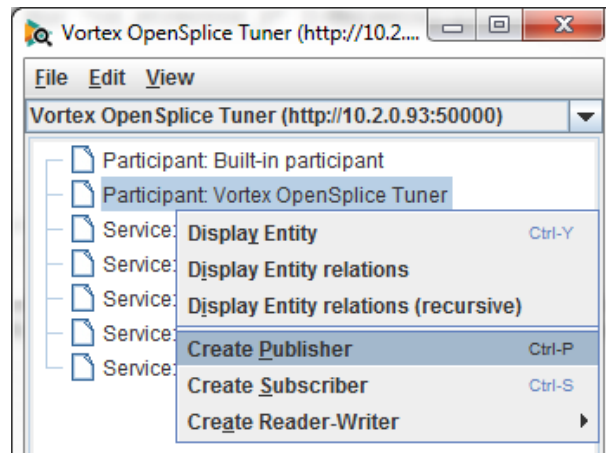 Vortex OpenSplice Tuner (http://10.2....
File Edit View
Vortex OpenSplice Tuner (http://10.2.0.93:50000)
Participant: Built-in participant
Participant: Vortex OpenSplice Tuner
Service:
Display Entity Ctrl-Y
Service:
Display Entity relations
Service:
Display Entity relations (recursive)
Service:
Create Publisher Ctrl-P
Service:
Create Subscriber Ctrl-S
Create Reader-Writer